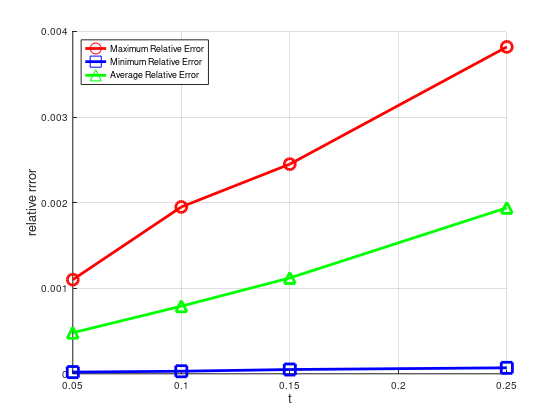 0.004
Maximum Relative Error
Minimum Relative Error
Average Relative Error
0.003
relative rrror
0.002
0.001
0
0.05 0.1 0.15 0.2 0.25
t